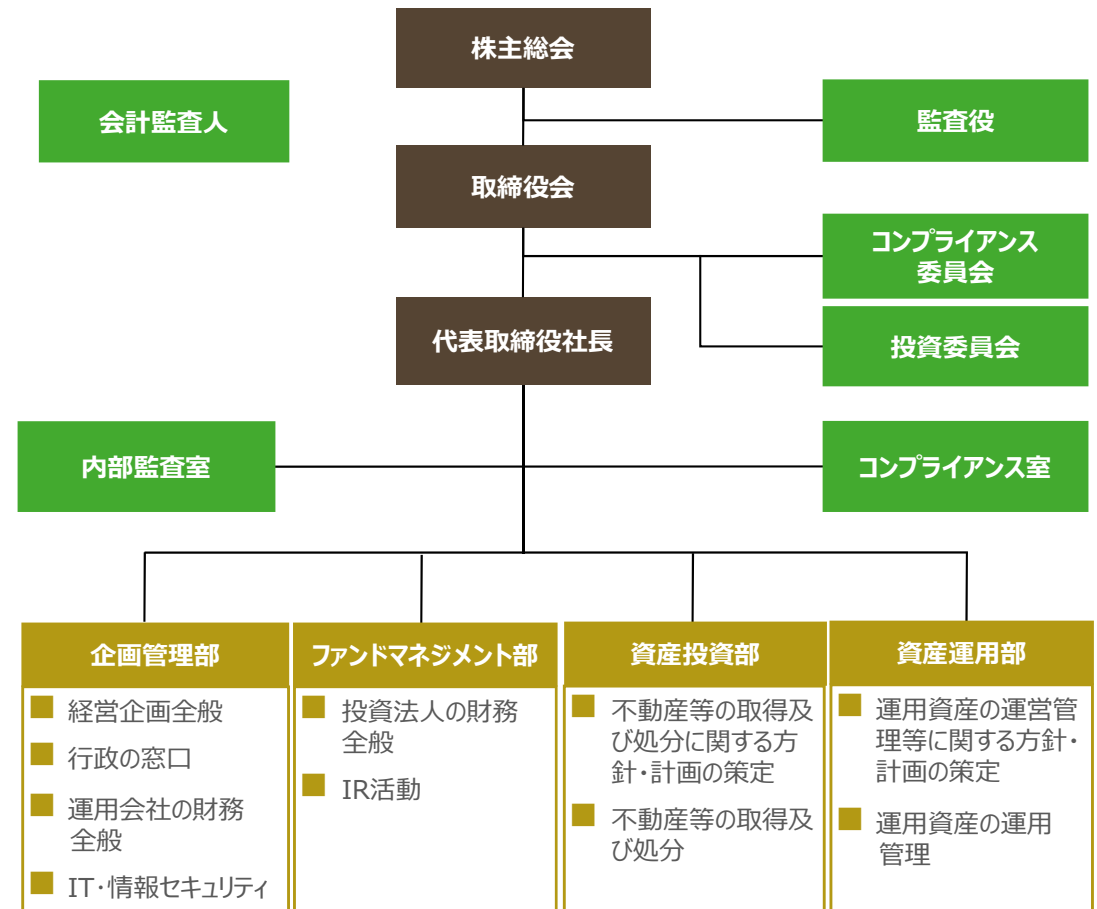 株主総会
会計監査人
監査役
取締役会
コンプライアンス
委員会
代表取締役社長
投資委員会
内部監査室
コンプライアンス室
企画管理部
経営企画全般
行政の窓口
運用会社の財務
全般
IT・情報セキュリティ
ファンドマネジメント部
投資法人の財務
全般
IR活動
資産投資部
不動産等の取得及
び処分に関する方
針・計画の策定
不動産等の取得及
び処分
資産運用部
運用資産の運営管
理等に関する方針・
計画の策定
運用資産の運用
管理